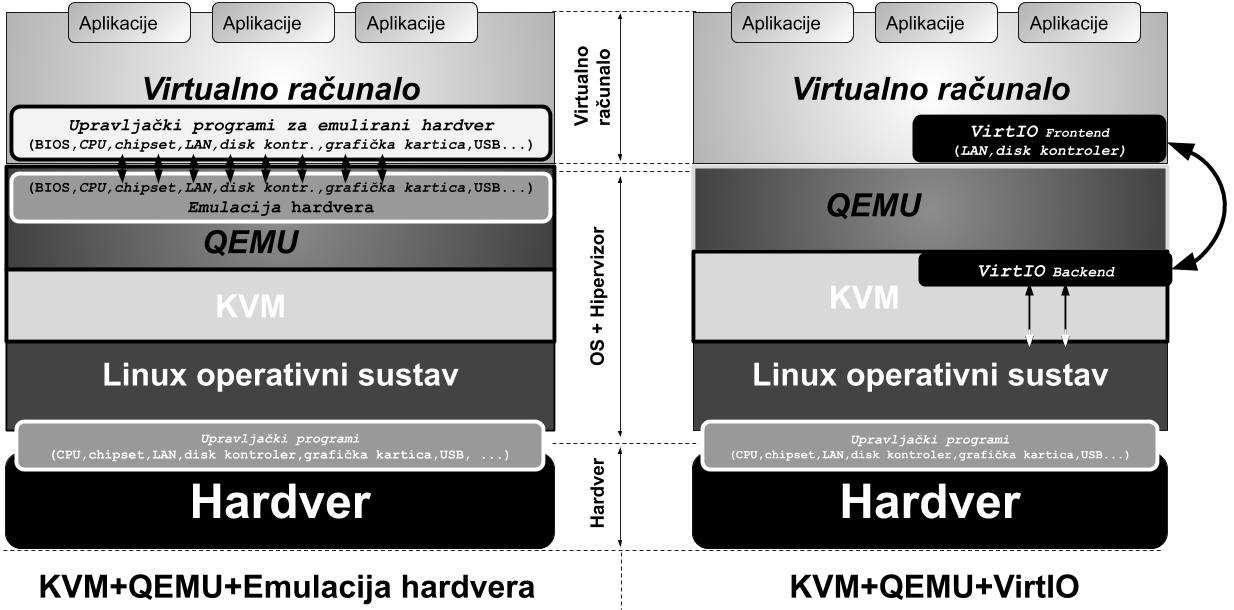 Aplikacije
Aplikacije
Aplikacije
Virtualno računalo
Upravljački programi za emulirani hardver
(BIOS,CPU,chipset,LAN,disk kontr.,grafička kartica,USB...)
(BIOS,CPU,chipset,LAN,disk kontr.,grafička kartica,USB...)
Emulacija hardvera
QEMU
KVM
Linux operativni sustav
Upravljački programi
(CPU,chipset,LAN,disk kontroler,grafička kartica,USB, ...)
Hardver
KVM+QEMU+Emulacija hardvera
Virtualno
računalo
OS + Hipervizor
Hardver
Aplikacije
Aplikacije
Aplikacije
Virtualno računalo
VirtIO Frontend
(LAN,disk kontroler)
QEMU
VirtIO Backend
KVM
Linux operativni sustav
Upravljački programi
(CPU,chipset,LAN,disk kontroler,grafička kartica,USB...)
Hardver
KVM+QEMU+VirtIO